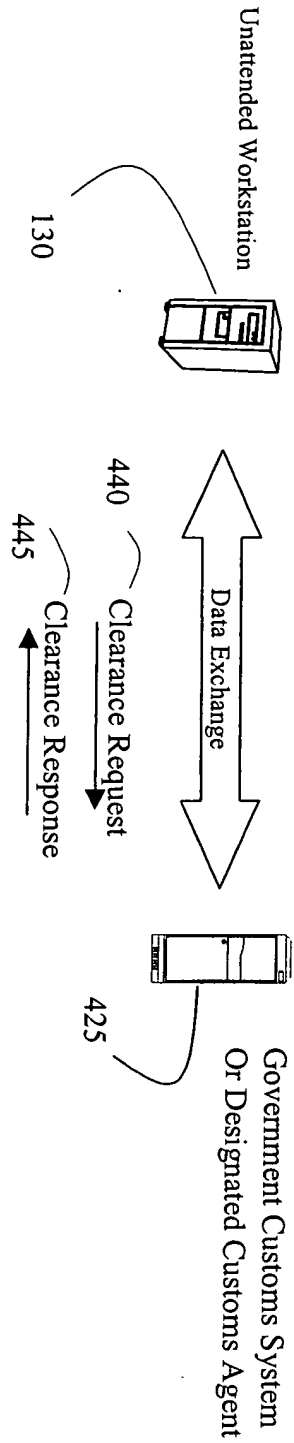 Unattended Workstation
130
Data Exchange
440
Clearance Request
445
Clearance Response
Government Customs System
Or Designated Customs Agent
425